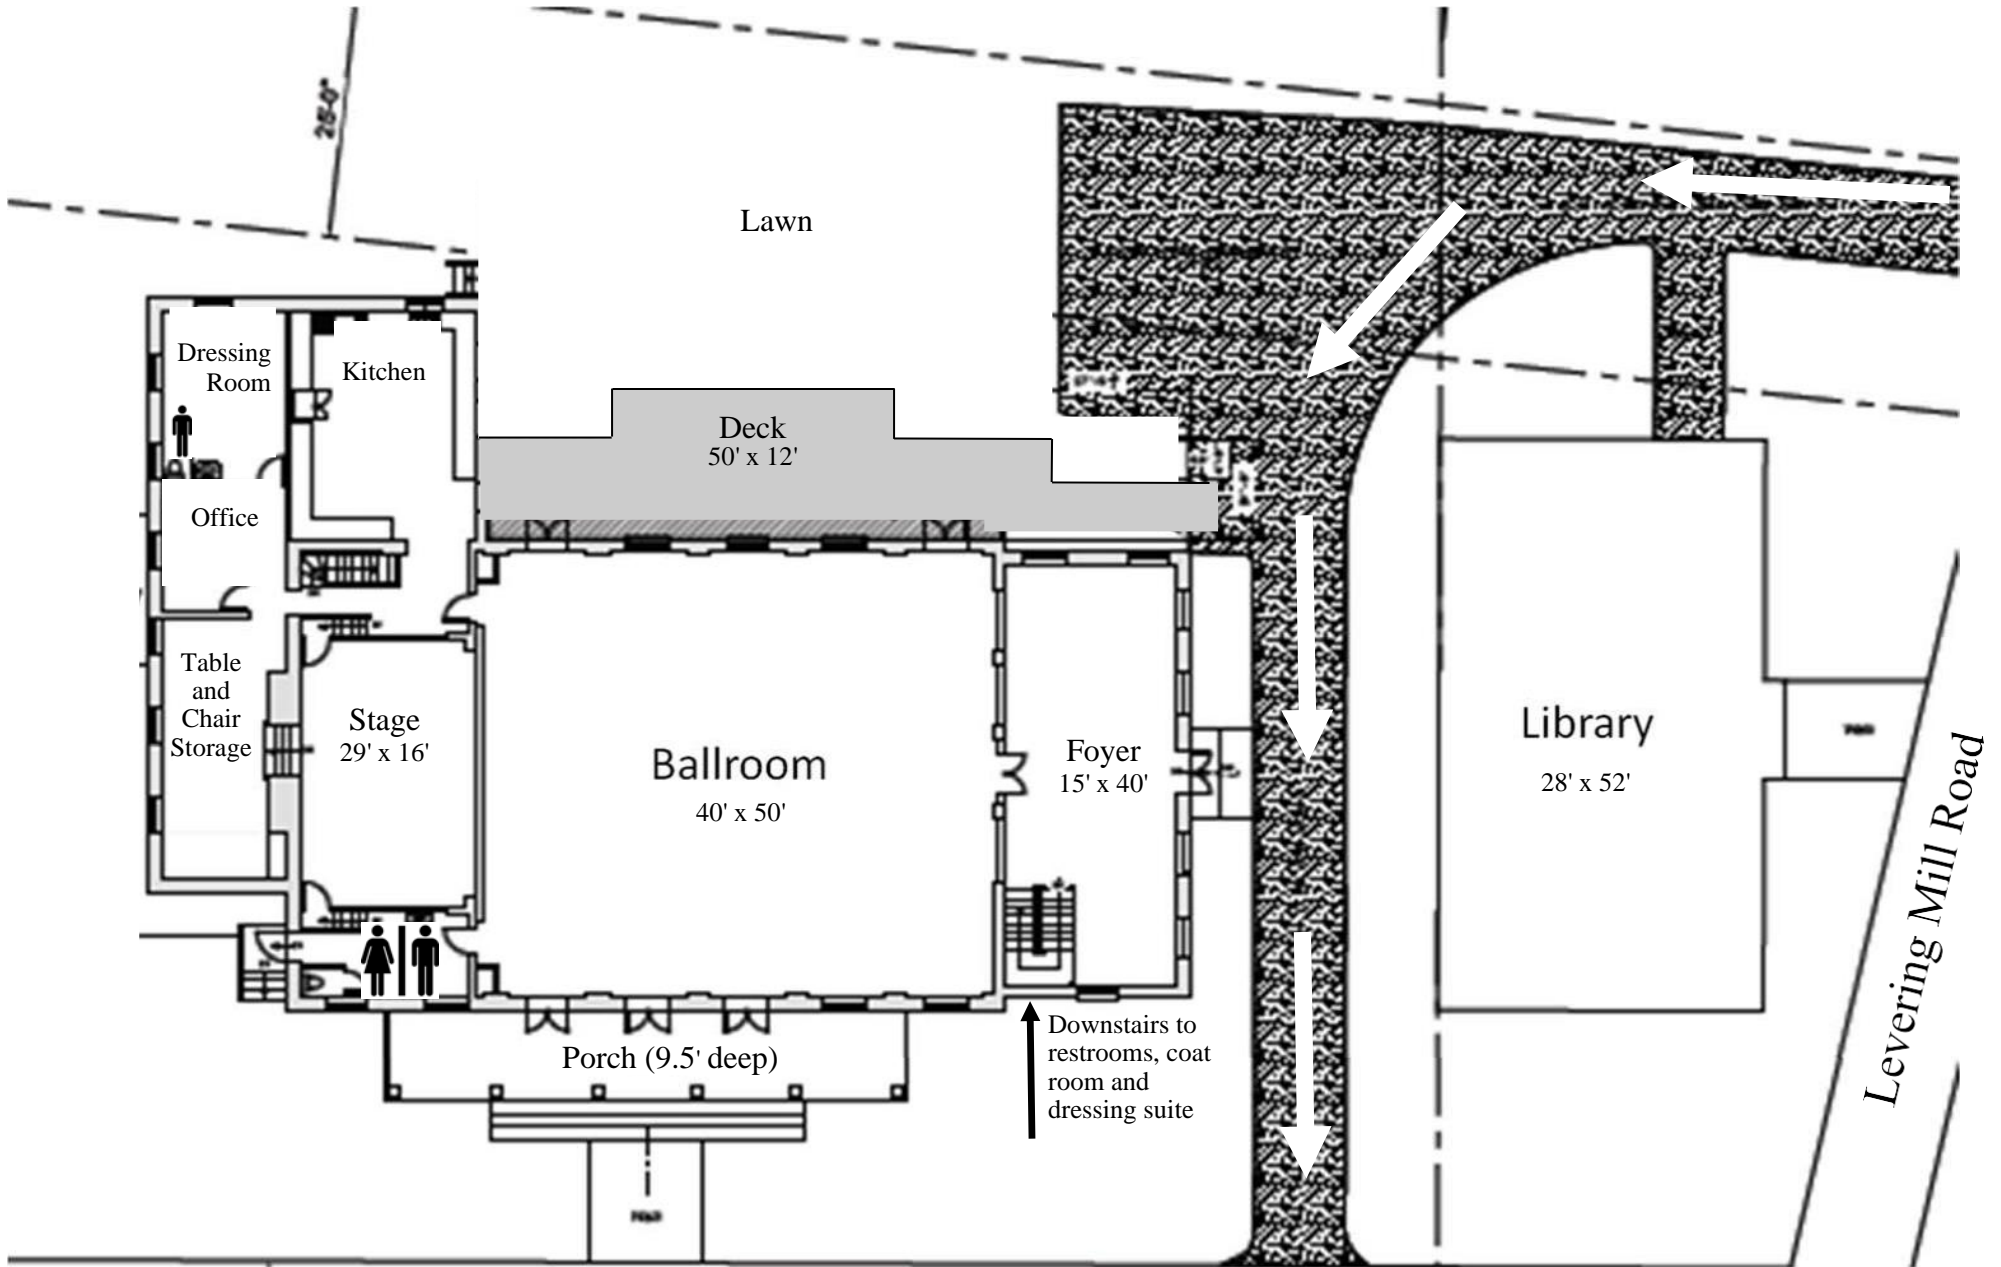 25'-0"
Lawn
Dressing
Room
Kitchen
Deck
50' x 12'
Office
Table
and
Chair
Storage
Stage
29' x 16'
Ballroom
40' x 50'
Foyer
15' x 40'
Library
28' x 52'
Levering Mill Road
Porch (9.5' deep)
Downstairs to
restrooms, coat
room and
dressing suite